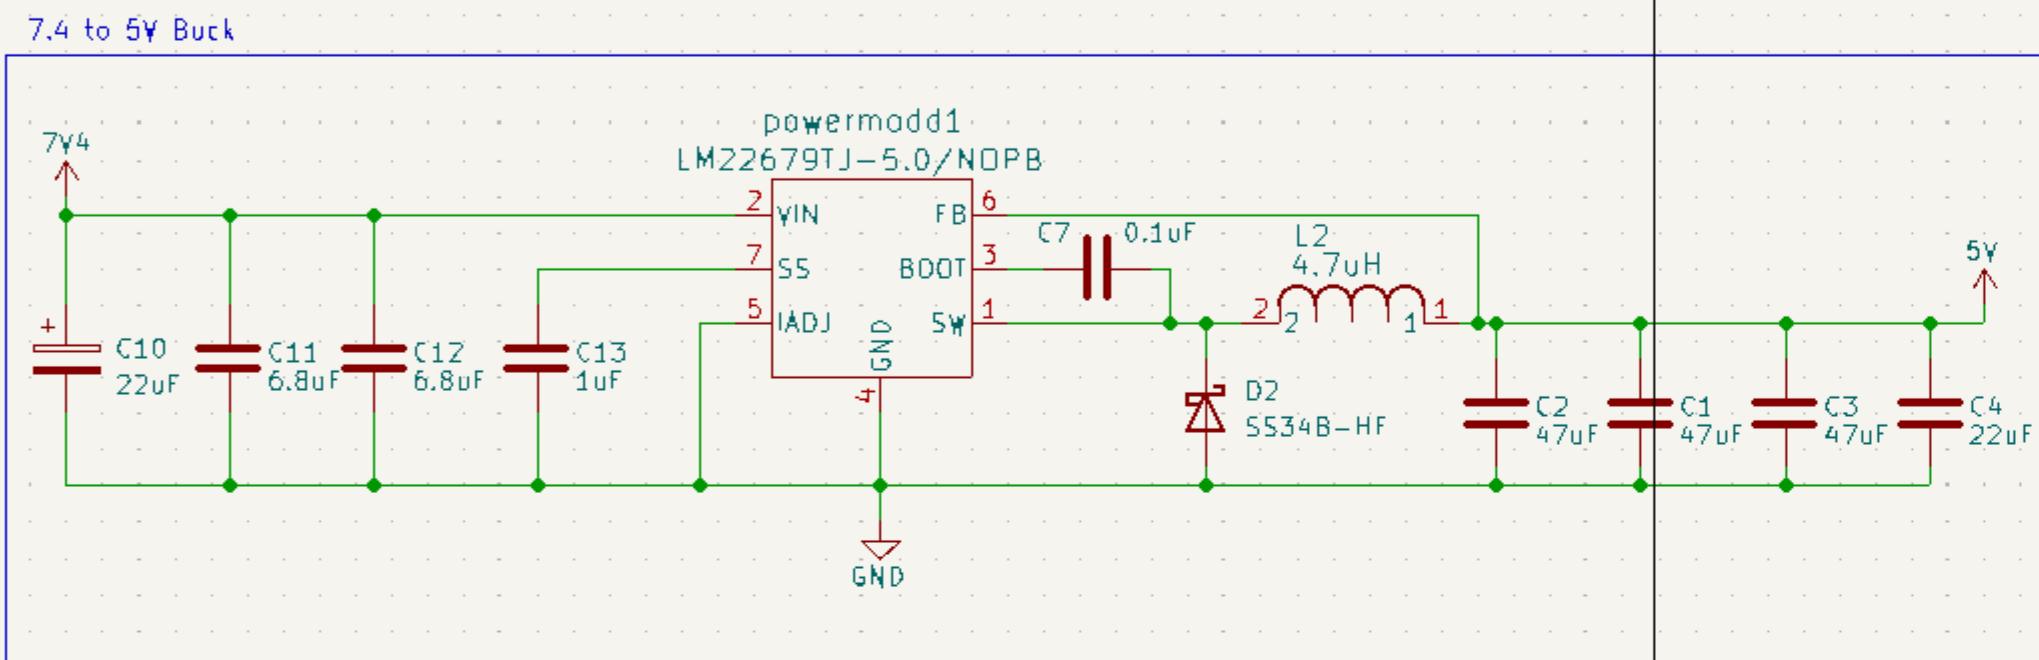 7.4 to 5V Buck
7V4
powermodd1
LM22679TJ-5.0/NOPB
2 VIN
FB 6
7 SS
BOOT 3
5 IADJ
SW 1
GND
4
C7 0.1uF
L2
4.7uH
2 2 1 1
5V
+
C10
22uF
C11
6.8uF
C12
6.8uF
C13
1uF
D2
SS34B-HF
C2
47uF
C1
47uF
C3
47uF
C4
22uF
GND